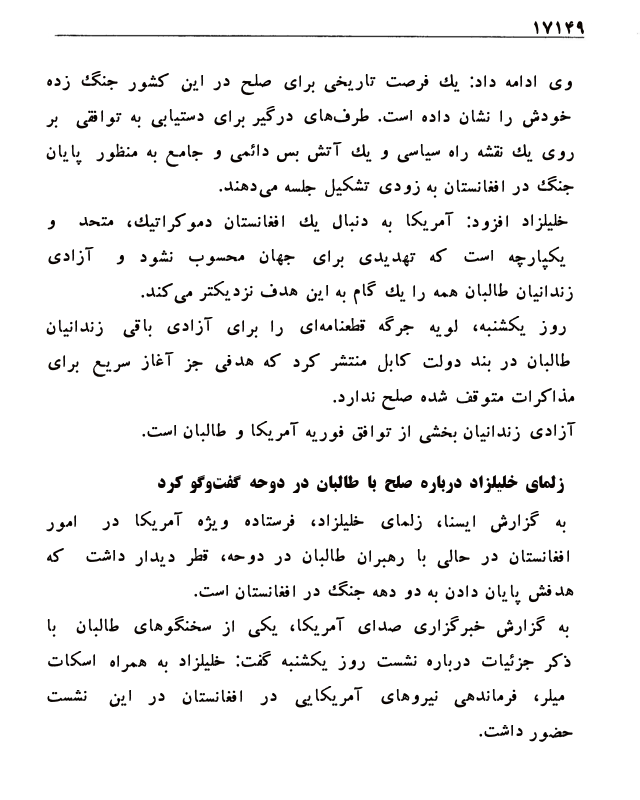 ۱۷۱۴۹
وی ادامه داد: یك فرصت تاریخی برای صلح در این کشور جنگ زده
خودش را نشان داده است. طرف‌های درگیر برای دستیابی به توافقی بر
روی یك نقشه راه سیاسی و یك آتش بس دائمی و جامع به منظور پایان
جنگ در افغانستان به زودی تشکیل جلسه می‌دهند.
خلیلزاد افزود: آمریکا به دنبال یك افغانستان دموکراتیك، متحد و
یکپارچه است که تهدیدی برای جهان محسوب نشود و آزادی
زندانیان طالبان همه را یك گام به این هدف نزدیکتر می‌کند.
روز یکشنبه، لویه جرگه قطعنامه‌ای را برای آزادی باقی زندانیان
طالبان در بند دولت کابل منتشر کرد که هدفی جز آغاز سریع برای
مذاکرات متوقف شده صلح ندارد.
آزادی زندانیان بخشی از توافق فوریه آمریکا و طالبان است.
زلمای خلیلزاد درباره صلح با طالبان در دوحه گفت‌وگو کرد
به گزارش ایسنا، زلمای خلیلزاد، فرستاده ویژه آمریکا در امور
افغانستان در حالی با رهبران طالبان در دوحه، قطر دیدار داشت که
هدفش پایان دادن به دو دهه جنگ در افغانستان است.
به گزارش خبرگزاری صدای آمریکا، یکی از سخنگوهای طالبان با
ذکر جزئیات درباره نشست روز یکشنبه گفت: خلیلزاد به همراه اسکات
میلر، فرماندهی نیروهای آمریکایی در افغانستان در این نشست
حضور داشت.